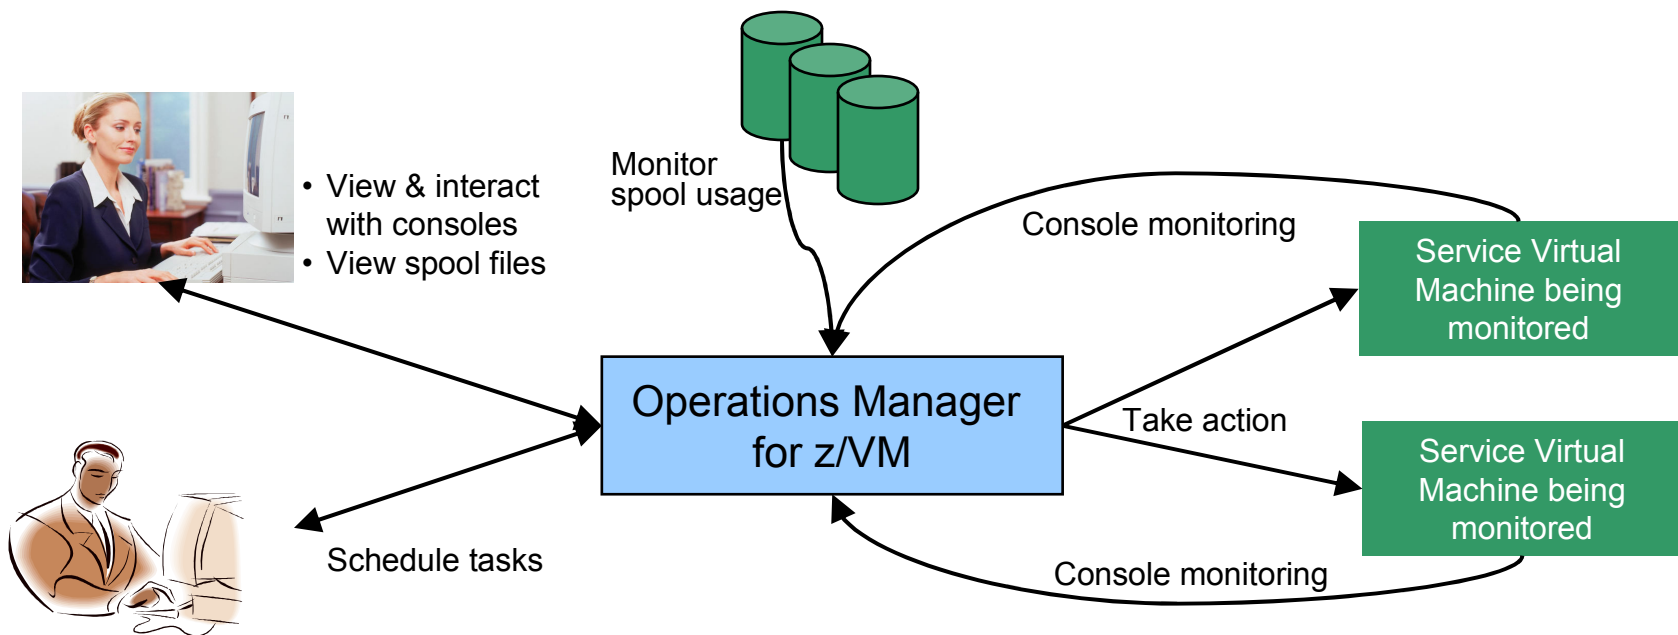 • View & interact
with consoles
• View spool files
Monitor
spool usage
Console monitoring
Service Virtual
Machine being
monitored
Operations Manager
for z/VM
Take action
Service Virtual
Machine being
monitored
Schedule tasks
Console monitoring